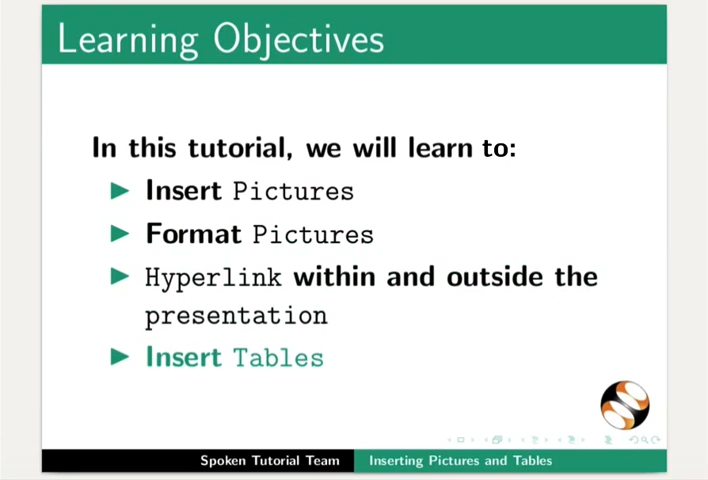 Learning Objectives
In this tutorial, we will learn to:
Insert Pictures
Format Pictures
Hyperlink within and outside the
presentation
Insert Tables
Spoken Tutorial Team
Inserting Pictures and Tables